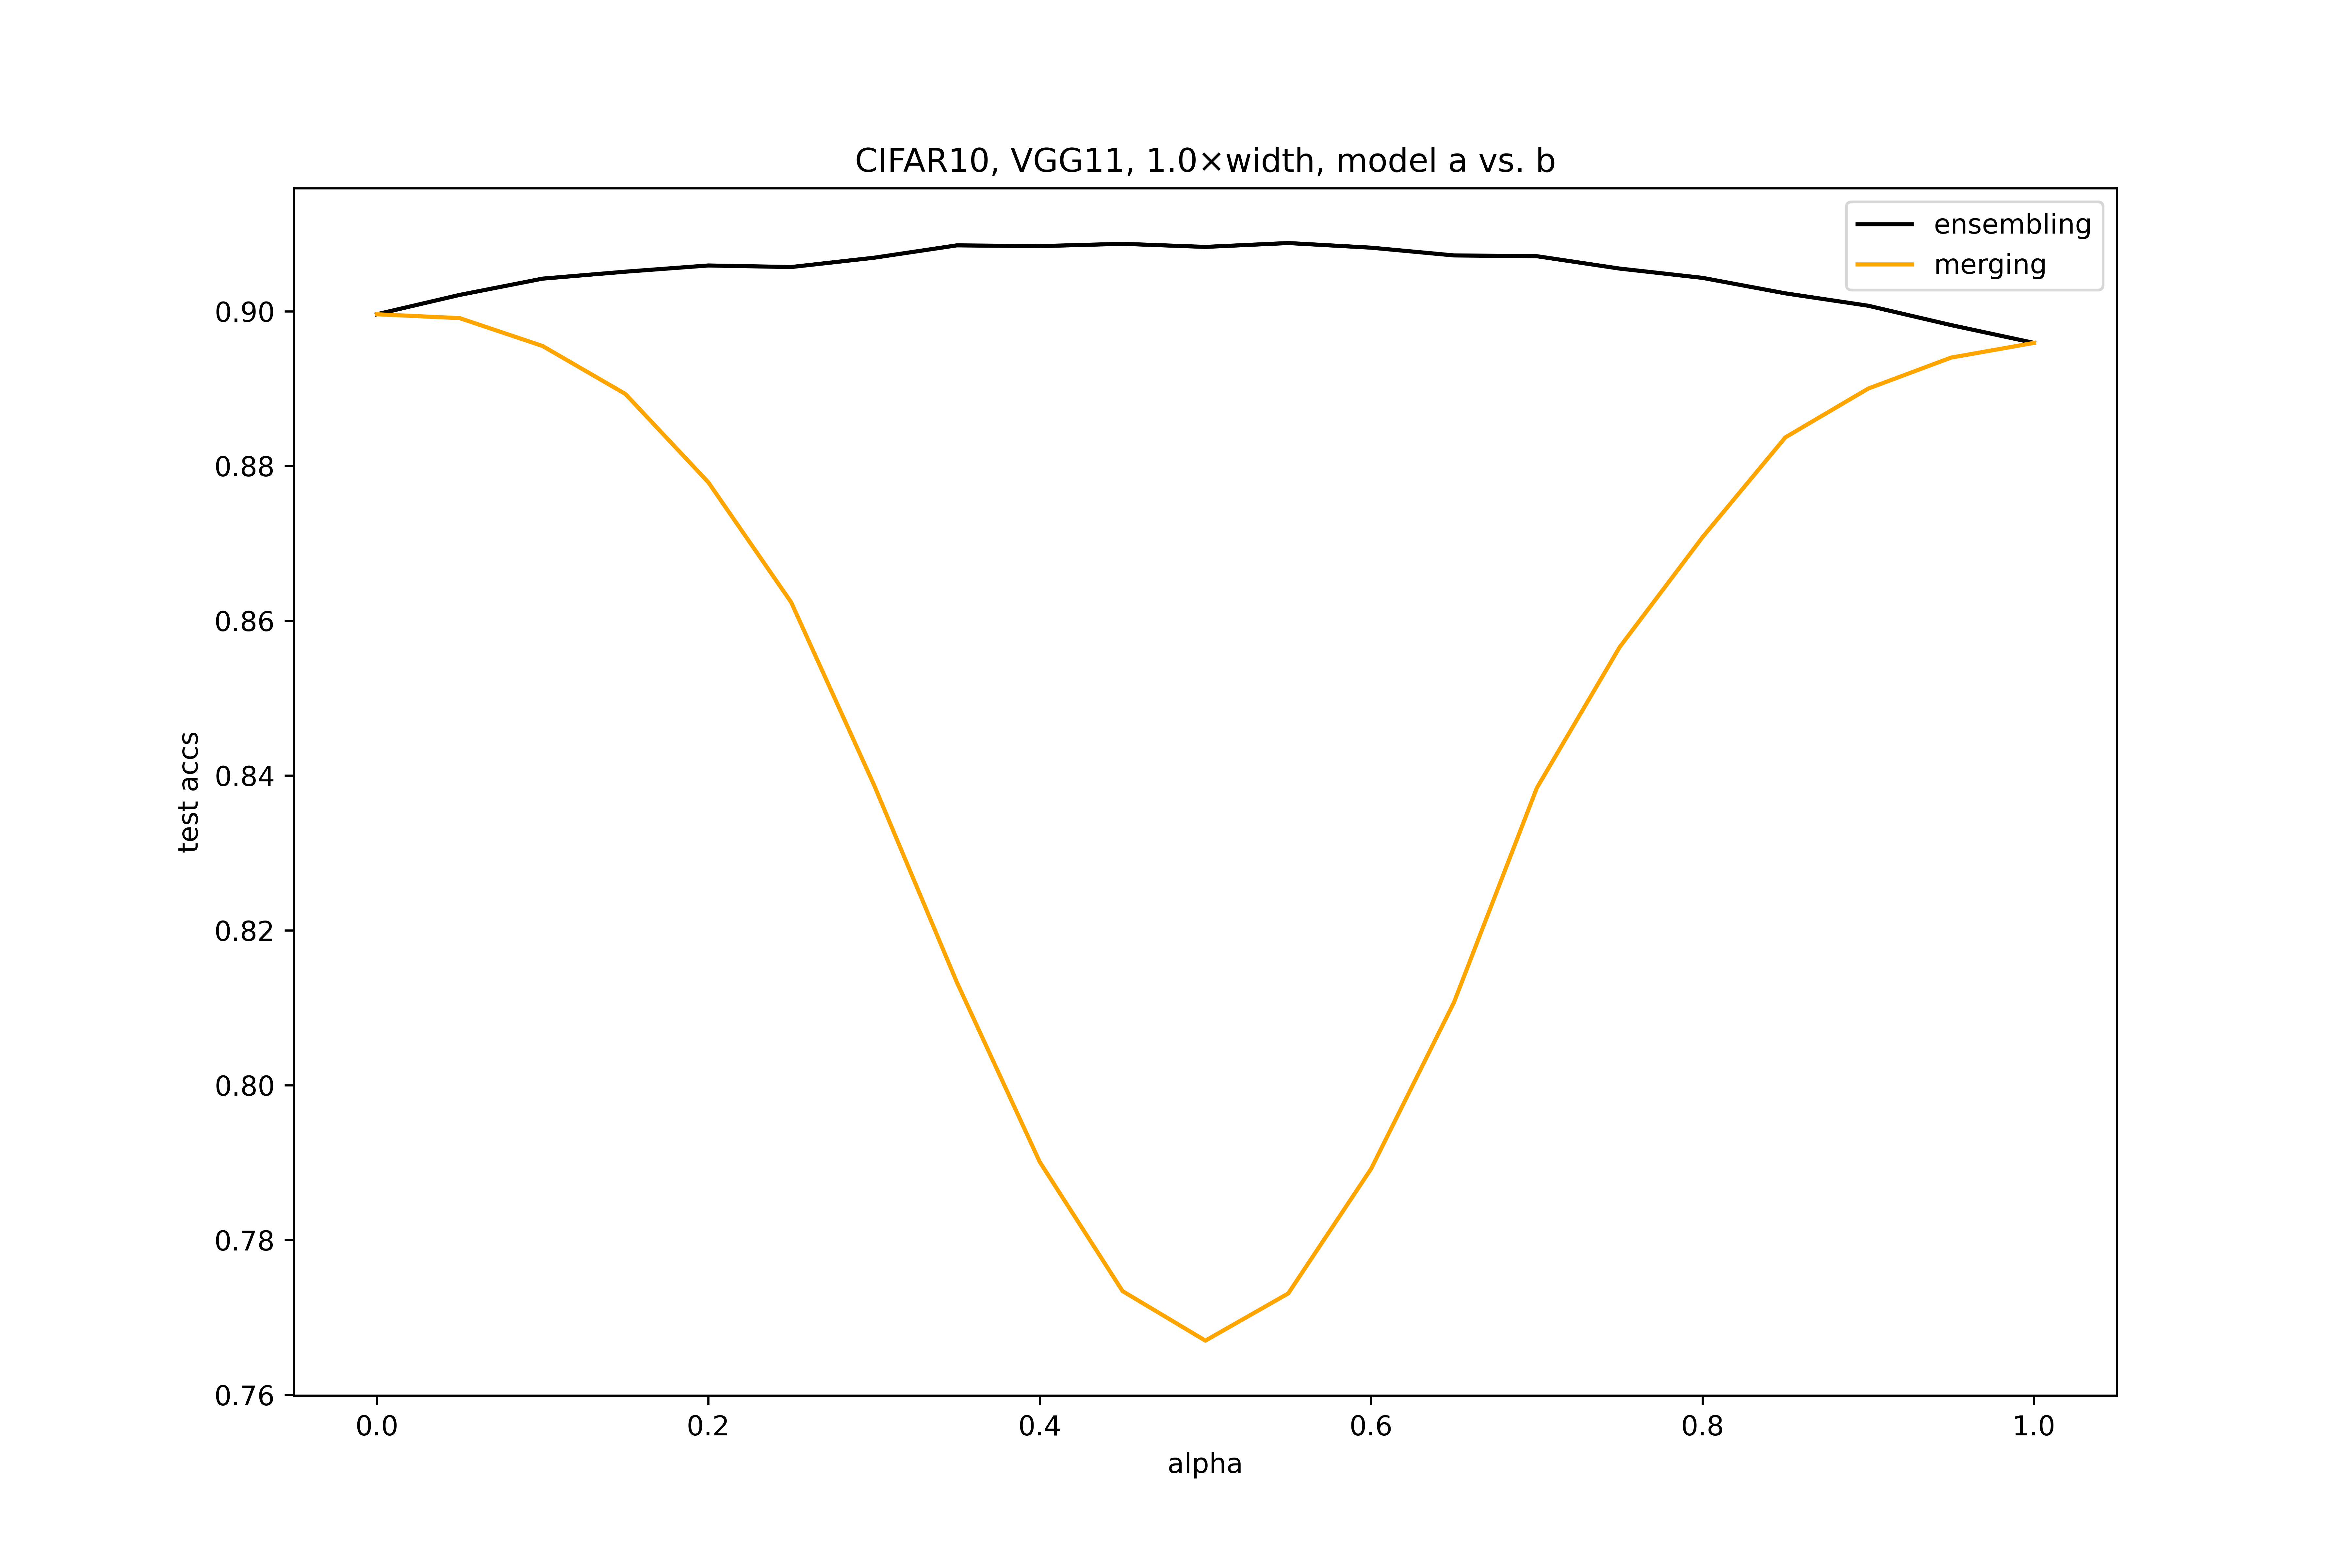 CIFAR10, VGG11, 1.0×width, model a vs. b
ensembling
merging
0.90
0.88
0.86
0.84
0.82
0.80
0.78
0.76
test accs
0.0 0.2 0.4 0.6 0.8 1.0
alpha